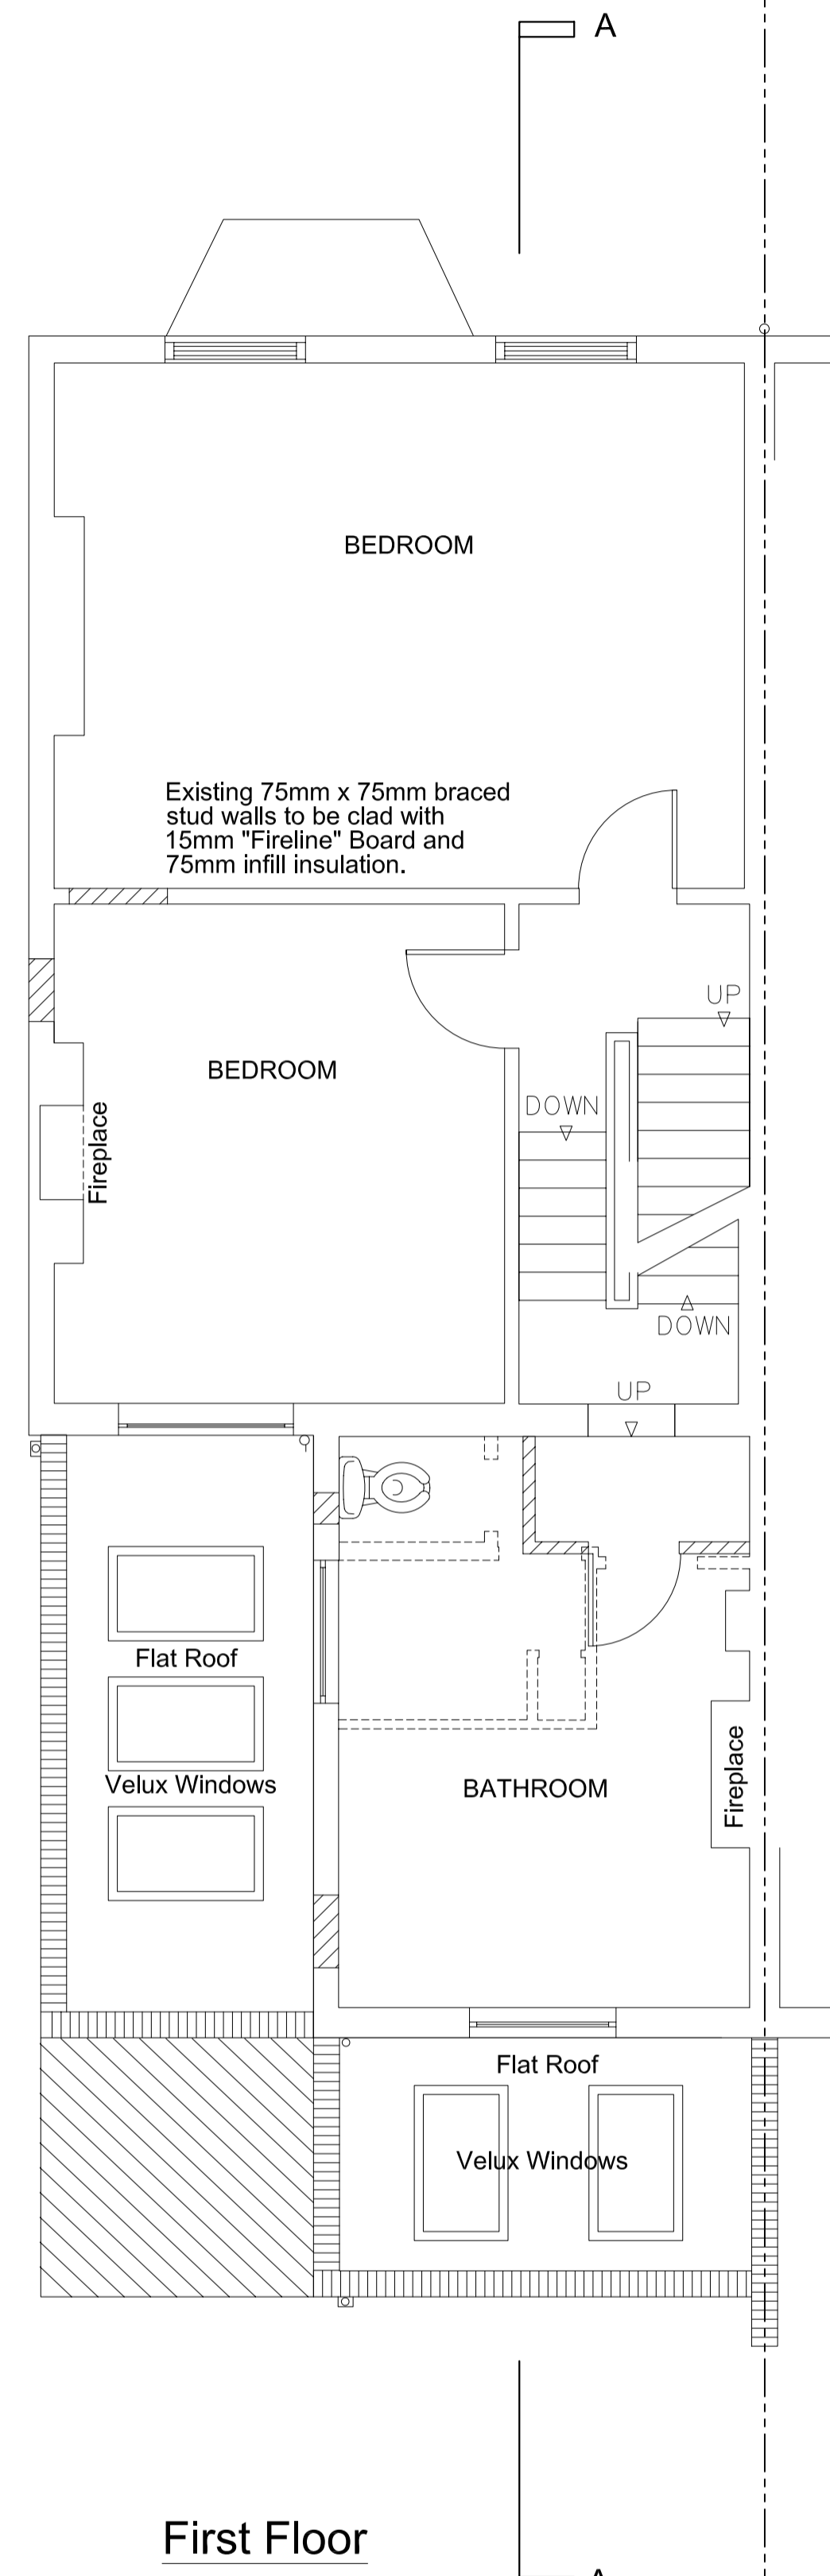 A
BEDROOM
Existing 75mm x 75mm braced
stud walls to be clad with
15mm "Fireline" Board and
75mm infill insulation.
UP
BEDROOM
DOWN
Fireplace
DOWN
UP
Flat Roof
Fireplace
Velux Windows
BATHROOM
Flat Roof
Velux Windows
First Floor
A